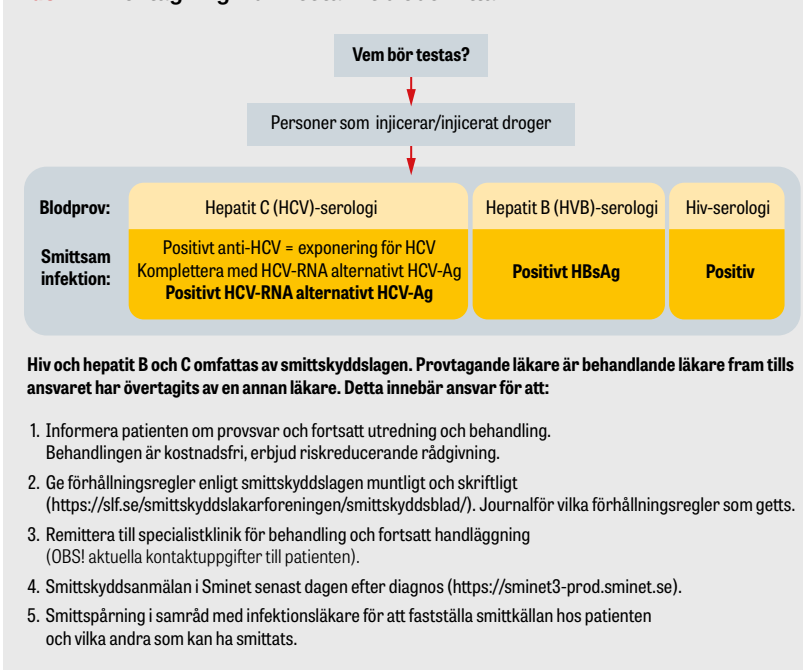 Vem bör testas?
Personer som injicerar/injicerat droger
Blodprov:
Hepatit C (HCV)-serologi
Hepatit B (HVB)-serologi
Hiv-serologi
Smittsam
infektion:
Positivt anti-HCV = exponering för HCV
Komplettera med HCV-RNA alternativt HCV-Ag
Positivt HCV-RNA alternativt HCV-Ag
Positivt HBsAg
Positiv
Hiv och hepatit B och C omfattas av smittskyddslagen. Provtagande läkare är behandlande läkare fram tills
ansvaret har övertagits av en annan läkare. Detta innebär ansvar för att:
1. Informera patienten om provsvar och fortsatt utredning och behandling.
Behandlingen är kostnadsfri, erbjud riskreducerande rådgivning.
2. Ge förhållningsregler enligt smittskyddslagen muntligt och skriftligt
(https://slf.se/smittskyddslakarforeningen/smittskyddsblad/). Journalför vilka förhållningsregler som getts.
3. Remittera till specialistklinik för behandling och fortsatt handläggning
(OBS! aktuella kontaktuppgifter till patienten).
4. Smittskyddsanmälan i Sminet senast dagen efter diagnos (https://sminet3-prod.sminet.se).
5. Smittspårning i samråd med infektionsläkare för att fastställa smittkällan hos patienten
och vilka andra som kan ha smittats.